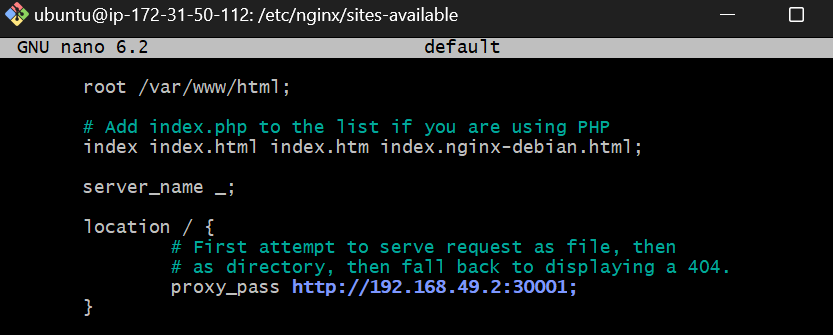 ubuntu@ip-172-31-50-112: /etc/nginx/sites-available
GNU nano 6.2 default
root /var/www/html;
# Add index.php to the list if you are using PHP
index index.html index.htm index.nginx-debian.html;
server_name _;
location / {
# First attempt to serve request as file, then
# as directory, then fall back to displaying a 404.
proxy_pass http://192.168.49.2:30001;
}